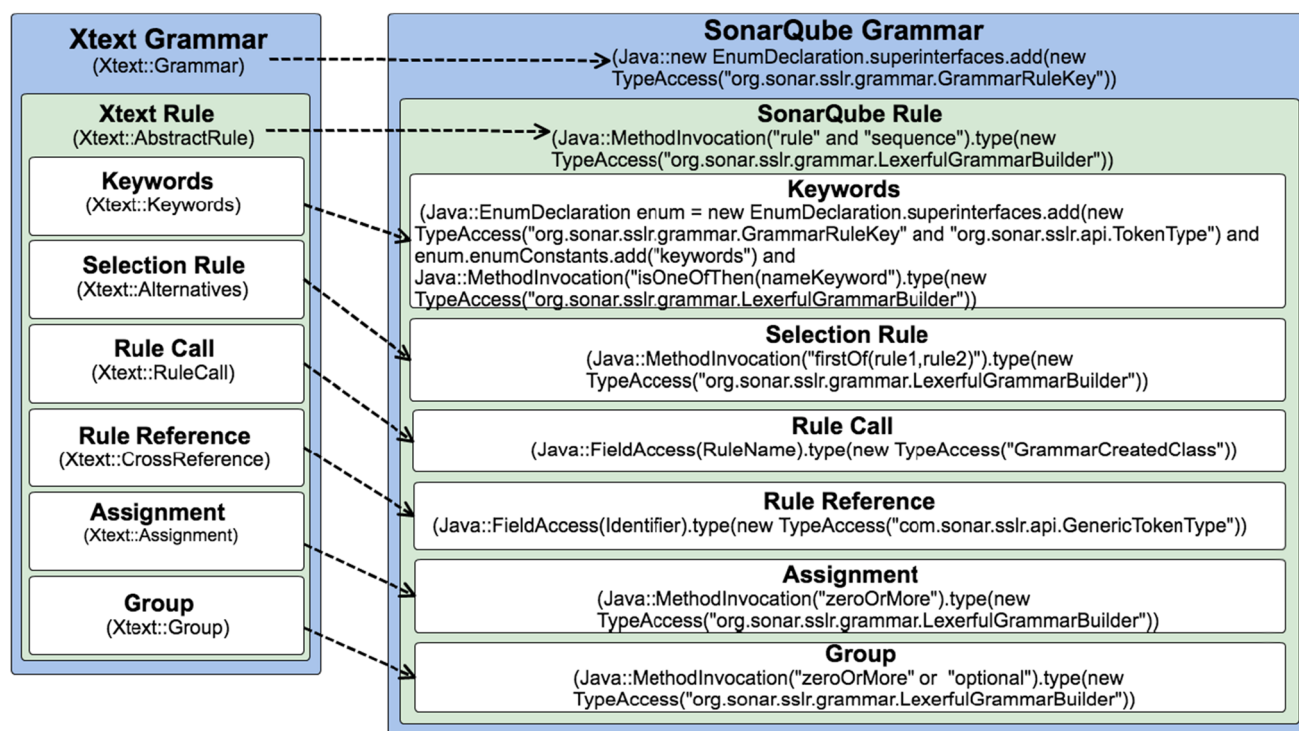 Xtext Grammar
(Xtext::Grammar)
Xtext Rule
(Xtext::AbstractRule)
Keywords
(Xtext::Keywords)
Selection Rule
(Xtext::Alternatives)
Rule Call
(Xtext::RuleCall)
Rule Reference
(Xtext::CrossReference)
Assignment
(Xtext::Assignment)
Group
(Xtext::Group)
SonarQube Grammar
(Java::new EnumDeclaration.superinterfaces.add(new
TypeAccess("org.sonar.sslr.grammar.GrammarRuleKey"))
SonarQube Rule
(Java::MethodInvocation("rule" and "sequence").type(new
TypeAccess("org.sonar.sslr.grammar.LexerfulGrammarBuilder"))
Keywords
(Java::EnumDeclaration enum = new EnumDeclaration.superinterfaces.add(new
TypeAccess("org.sonar.sslr.grammar.GrammarRuleKey" and "org.sonar.sslr.api.TokenType") and
enum.enumConstants.add("keywords") and
Java::MethodInvocation("isOneOfThen(nameKeyword").type(new
TypeAccess("org.sonar.sslr.grammar.LexerfulGrammarBuilder"))
Selection Rule
(Java::MethodInvocation("firstOf(rule1,rule2)").type(new
TypeAccess("org.sonar.sslr.grammar.LexerfulGrammarBuilder"))
Rule Call
(Java::FieldAccess(RuleName).type(new TypeAccess("GrammarCreatedClass"))
Rule Reference
(Java::FieldAccess(Identifier).type(new TypeAccess("com.sonar.sslr.api.GenericTokenType"))
Assignment
(Java::MethodInvocation("zeroOrMore").type(new
TypeAccess("org.sonar.sslr.grammar.LexerfulGrammarBuilder"))
Group
(Java::MethodInvocation("zeroOrMore" or "optional").type(new
TypeAccess("org.sonar.sslr.grammar.LexerfulGrammarBuilder"))